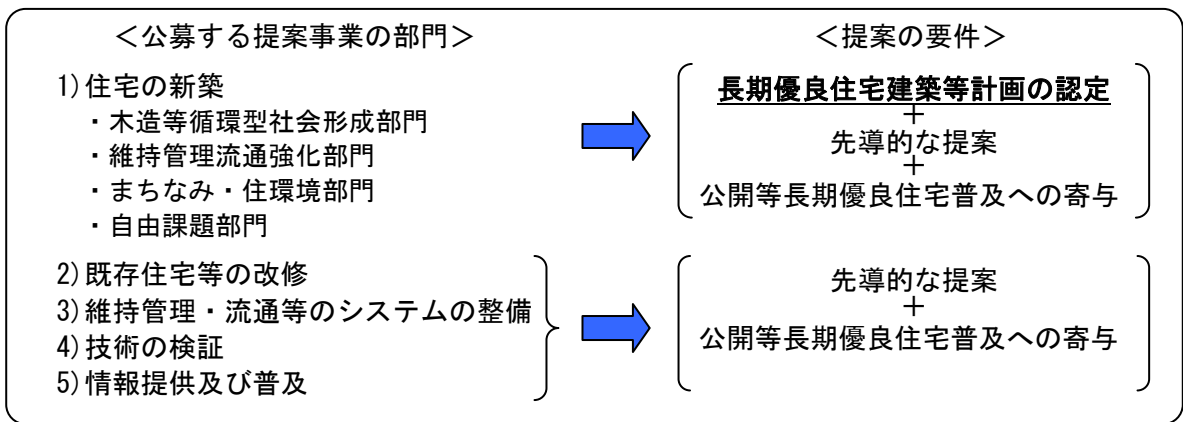 ＜公募する提案事業の部門＞
1)住宅の新築
・木造等循環型社会形成部門
・維持管理流通強化部門
・まちなみ・住環境部門
・自由課題部門
2)既存住宅等の改修
3)維持管理・流通等のシステムの整備
4)技術の検証
5)情報提供及び普及
＜提案の要件＞
長期優良住宅建築等計画の認定
＋
先導的な提案
＋
公開等長期優良住宅普及への寄与
先導的な提案
＋
公開等長期優良住宅普及への寄与